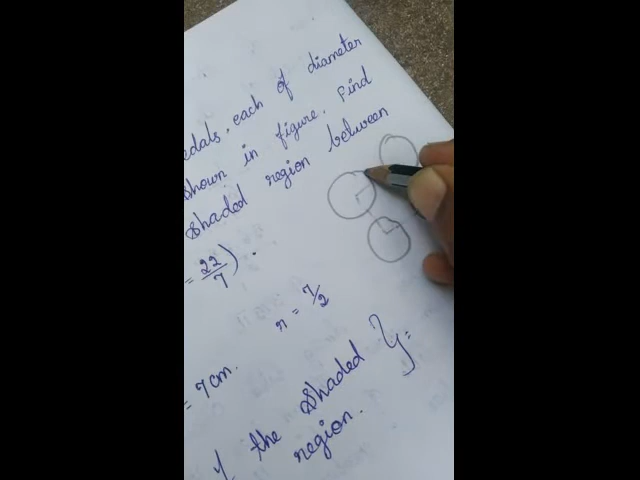 edals, each of diameter
shown in figure. Find
shaded region between
= 22/7).
r = 7/2
= 7cm.
the shaded
region. } =